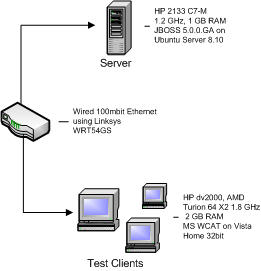 HP 2133 C7-M
1.2 GHz, 1 GB RAM
JBOSS 5.0.0.GA on
Ubuntu Server 8.10
Server
Wired 100mbit Ethernet
using Linksys
WRT54GS
HP dv2000, AMD
Turion 64 X2 1.8 GHz
2 GB RAM
MS WCAT on Vista
Home 32bit
Test Clients